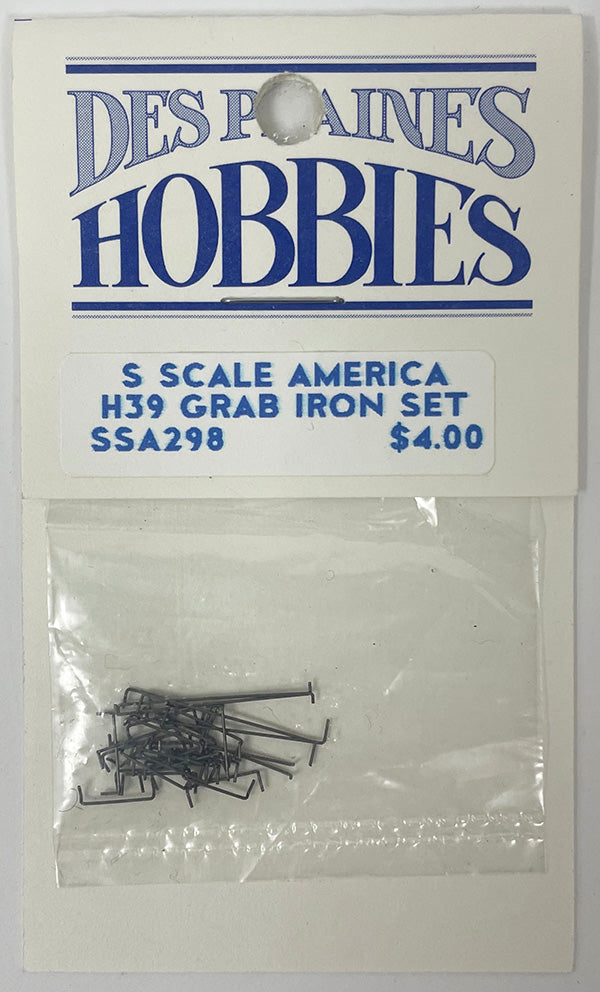 DES PLAINES
HOBBIES
S SCALE AMERICA
H39 GRAB IRON SET
SSA298 $4.00